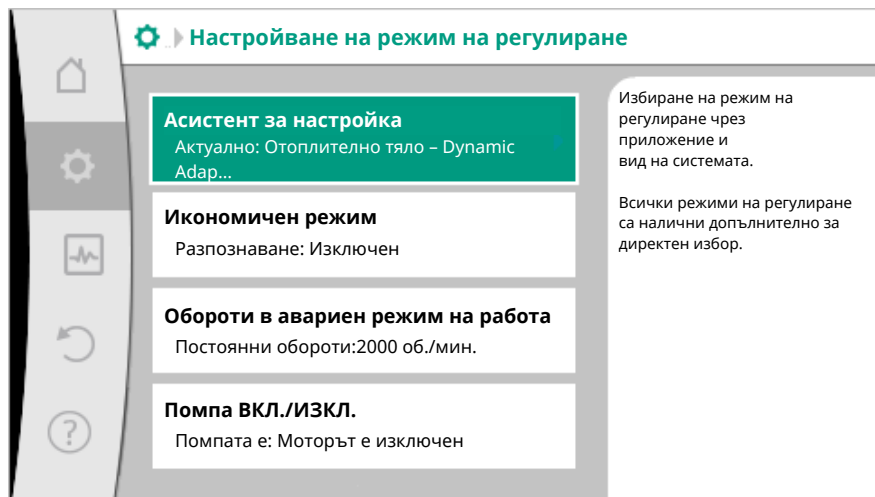 Настройване на режим на регулиране
Асистент за настройка
Актуално: Отоплително тяло – Dynamic
Adap...
Икономичен режим
Разпознаване: Изключен
Обороти в авариен режим на работа
Постоянни обороти:2000 об./мин.
Помпа ВКЛ./ИЗКЛ.
Помпата е: Моторът е изключен
Избиране на режим на
регулиране чрез
приложение и
вид на системата.
Всички режими на регулиране
са налични допълнително за
директен избор.